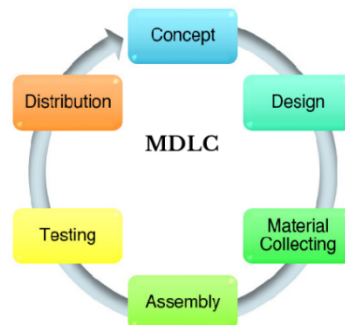 Concept
Distribution
Design
MDLC
Testing
Material
Collecting
Assembly